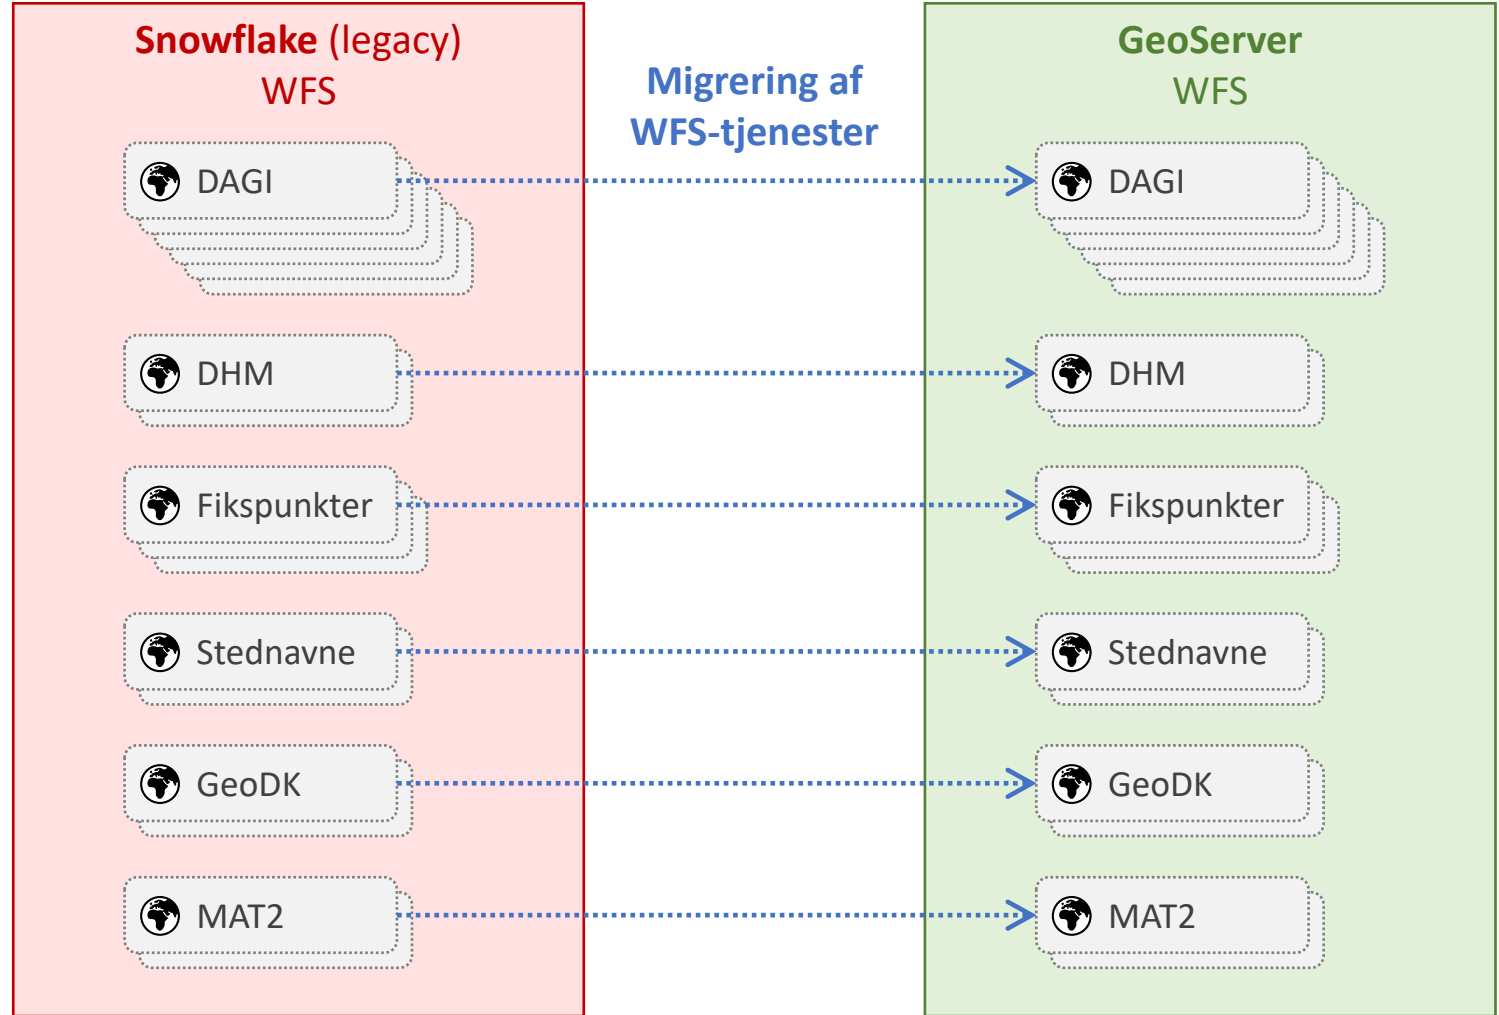 Snowflake (legacy)
WFS
DAGI
DHM
Fikspunkter
Stednavne
GeoDK
MAT2
Migrering af
WFS-tjenester
GeoServer
WFS
DAGI
DHM
Fikspunkter
Stednavne
GeoDK
MAT2